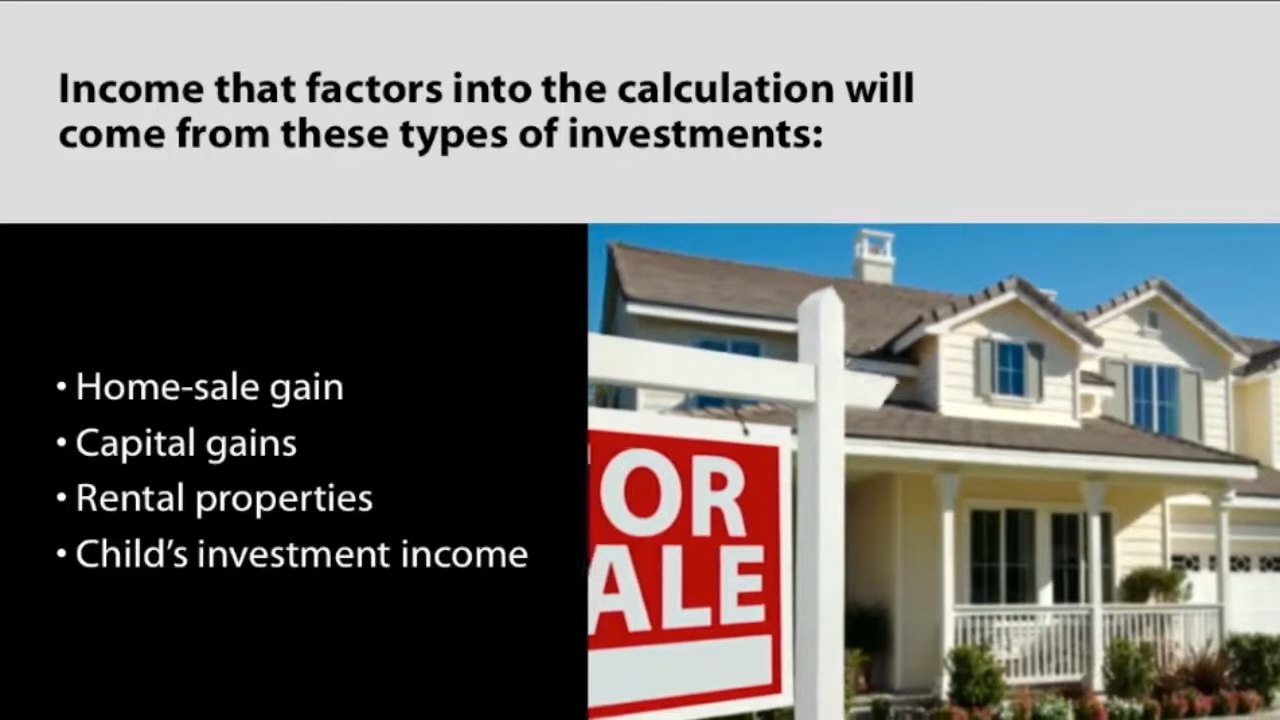 Income that factors into the calculation will
come from these types of investments:
• Home-sale gain
• Capital gains
• Rental properties
• Child’s investment income
OR
ALE